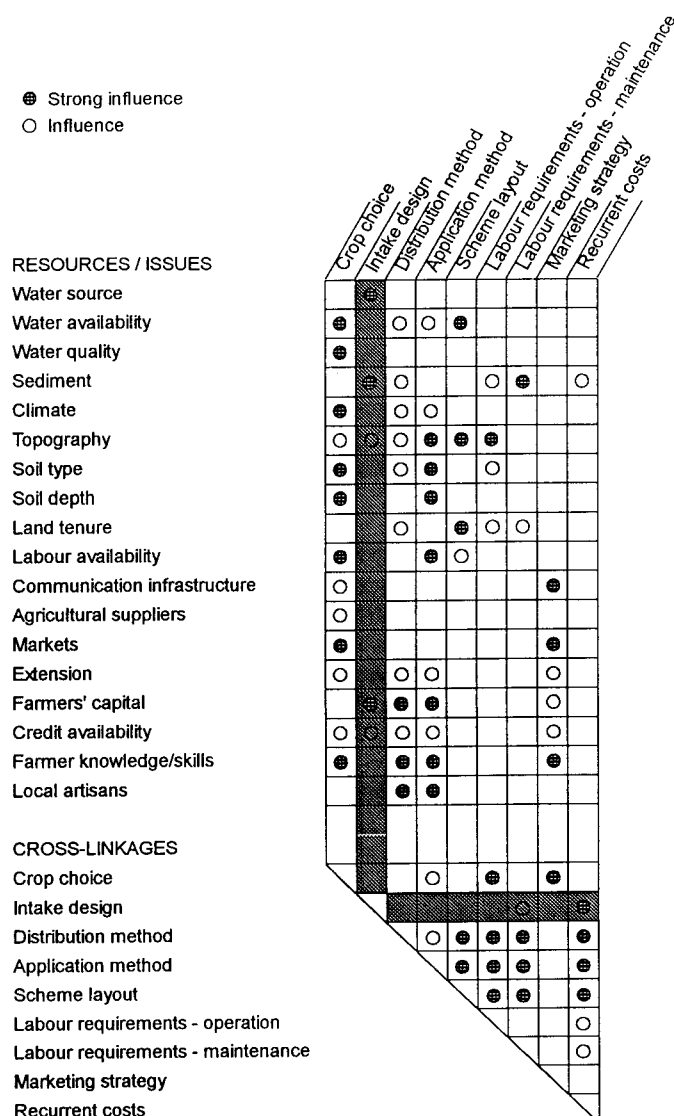 Strong influence
Influence
Crop choice
Intake design
Distribution method
Application method
Scheme layout
Labour requirements - operation
Labour requirements - maintenance
Marketing strategy
Recurrent costs
RESOURCES / ISSUES
Water source
Water availability
Water quality
Sediment
Climate
Topography
Soil type
Soil depth
Land tenure
Labour availability
Communication infrastructure
Agricultural suppliers
Markets
Extension
Farmers' capital
Credit availability
Farmer knowledge/skills
Local artisans
CROSS-LINKAGES
Crop choice
Intake design
Distribution method
Application method
Scheme layout
Labour requirements - operation
Labour requirements - maintenance
Marketing strategy
Recurrent costs